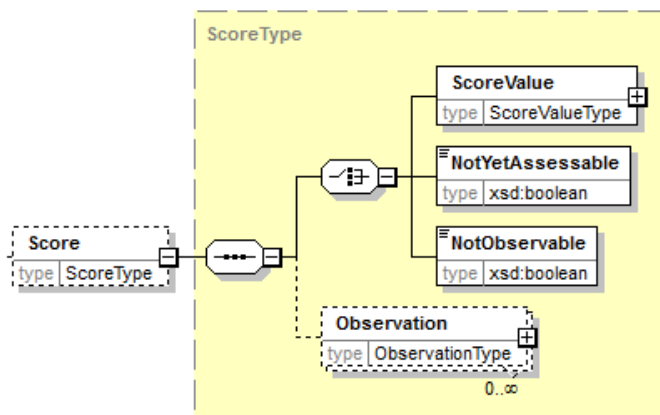 ScoreType
ScoreValue
type ScoreValueType
NotYetAssessable
type xsd:boolean
Score
type ScoreType
NotObservable
type xsd:boolean
Observation
type ObservationType
0..∞